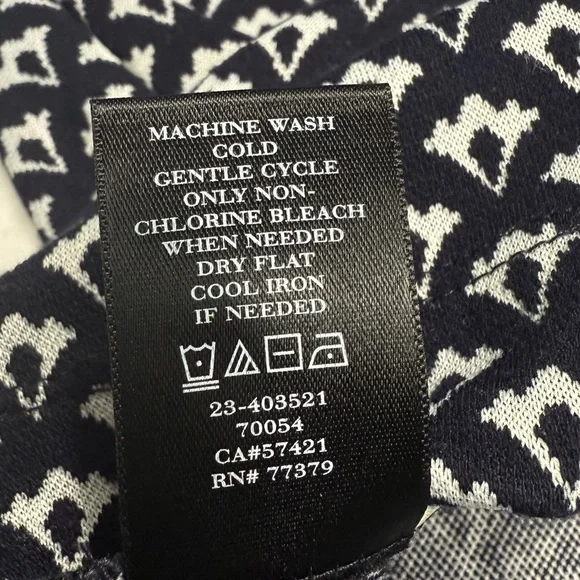 MACHINE WASH
COLD
GENTLE CYCLE
ONLY NON-
CHLORINE BLEACH
WHEN NEEDED
DRY FLAT
COOL IRON
IF NEEDED
23-403521
70054
CA#57421
RN# 77379